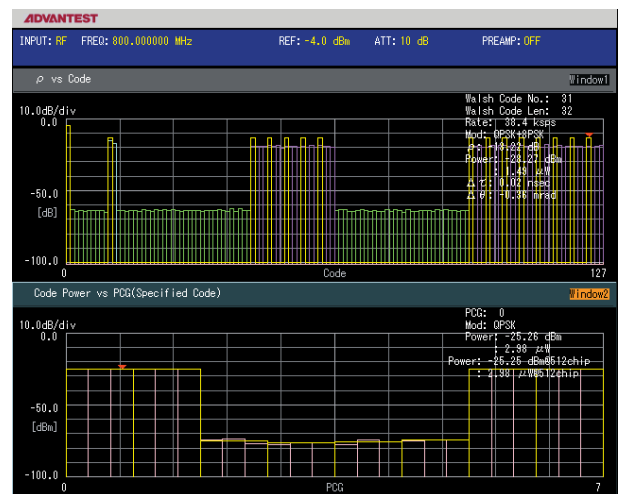 ADVANTEST
INPUT: RF FREQ: 800.000000 MHz REF: -4.0 dBm ATT: 10 dB PREAMP: OFF
ρ vs Code Window1
Walsh Code No.: 31
10.0dB/div Walsh Code Len: 32
0.0 Rate: 38.4 ksps
Mod: QPSK+8PSK
ρ: -18.22 dB
Power: -28.27 dBm
: 1.49 μW
Δτ: 0.02 nsec
-50.0 Δθ: -0.36 mrad
[dB]
-100.0
0 Code 127
Code Power vs PCG(Specified Code) Window2
PCG: 0
10.0dB/div Mod: QPSK
0.0 Power: -25.26 dBm
: 2.98 μW
Power: -25.25 dBm@512chip
: 2.98 μW@512chip
-50.0
[dBm]
-100.0
0 PCG 7